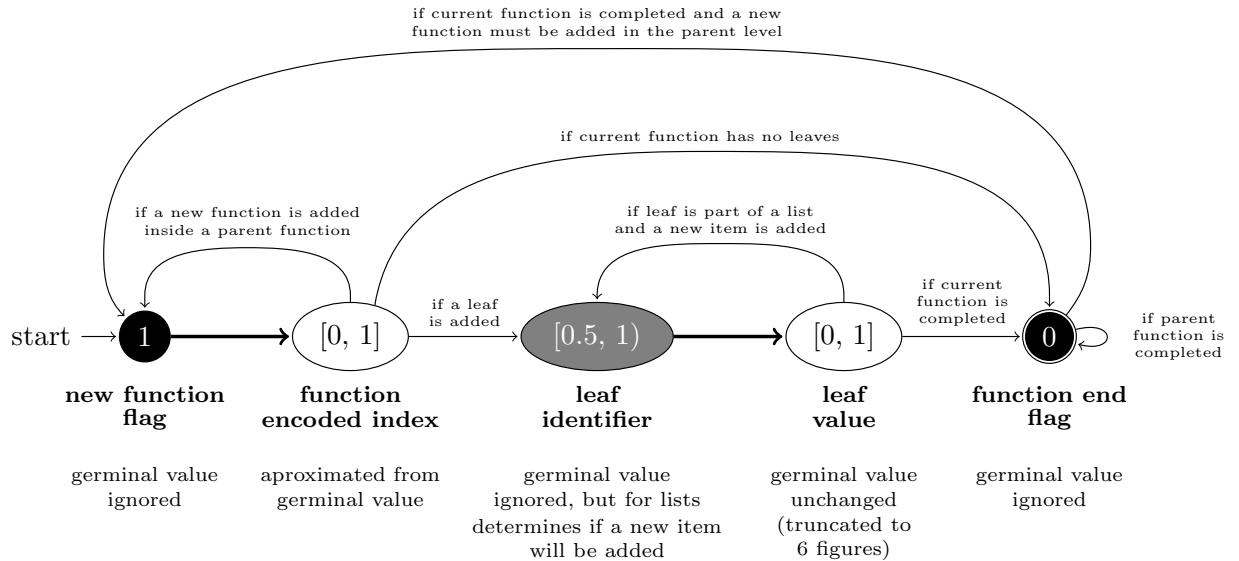 if current function is completed and a new
function must be added in the parent level
if current function has no leaves
if a new function is added
inside a parent function
if leaf is part of a list
and a new item is added
if a leaf
is added
if current
function is
completed
if parent
function is
completed
start
1
[0, 1]
[0.5, 1)
[0, 1]
0
new function
flag
function
encoded index
leaf
identifier
leaf
value
function end
flag
germinal value
ignored
aproximated from
germinal value
germinal value
ignored, but for lists
determines if a new item
will be added
germinal value
unchanged
(truncated to
6 figures)
germinal value
ignored